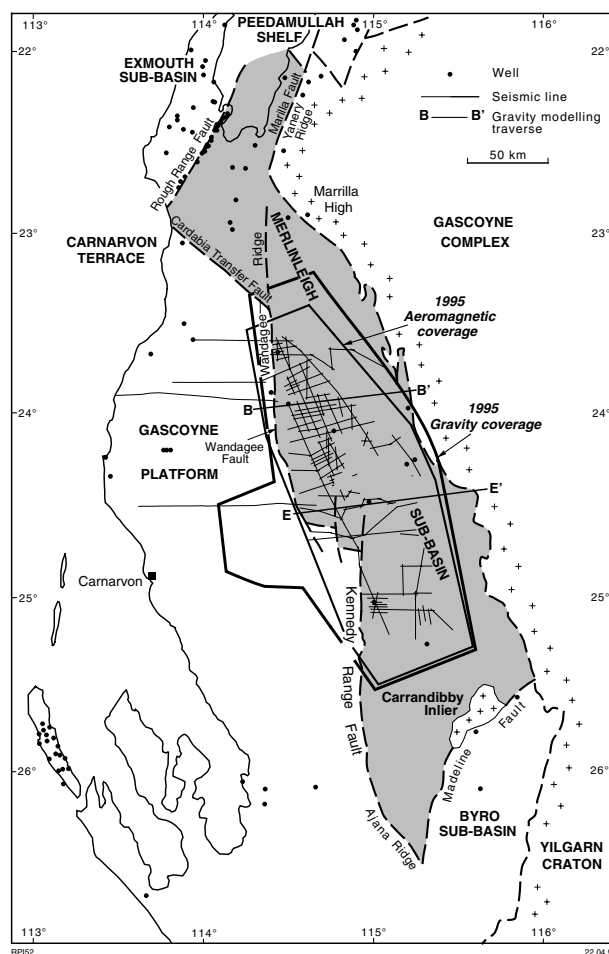 113°
114°
115°
116°
22°
22°
PEEDAMULLAH
SHELF
EXMOUTH
SUB-BASIN
Well
Seismic line
B B' Gravity modelling
traverse
50 km
Marilla Fault
Yanery
Ridge
Rough Range Fault
Marrilla
High
23°
23°
CARNARVON
TERRACE
Cardabia Transfer Fault
Ridge
MERLINLEIGH
GASCOYNE
COMPLEX
1995
Aeromagnetic
coverage
Wandagee
24°
24°
B
B'
1995
Gravity coverage
GASCOYNE
PLATFORM
Wandagee
Fault
E
E'
SUB-BASIN
25°
25°
Carnarvon
Kennedy
Range
Fault
Carrandibby
Inlier
Madeline
Fault
26°
26°
Ajana Ridge
BYRO
SUB-BASIN
YILGARN
CRATON
113°
114°
115°
116°
RPI52